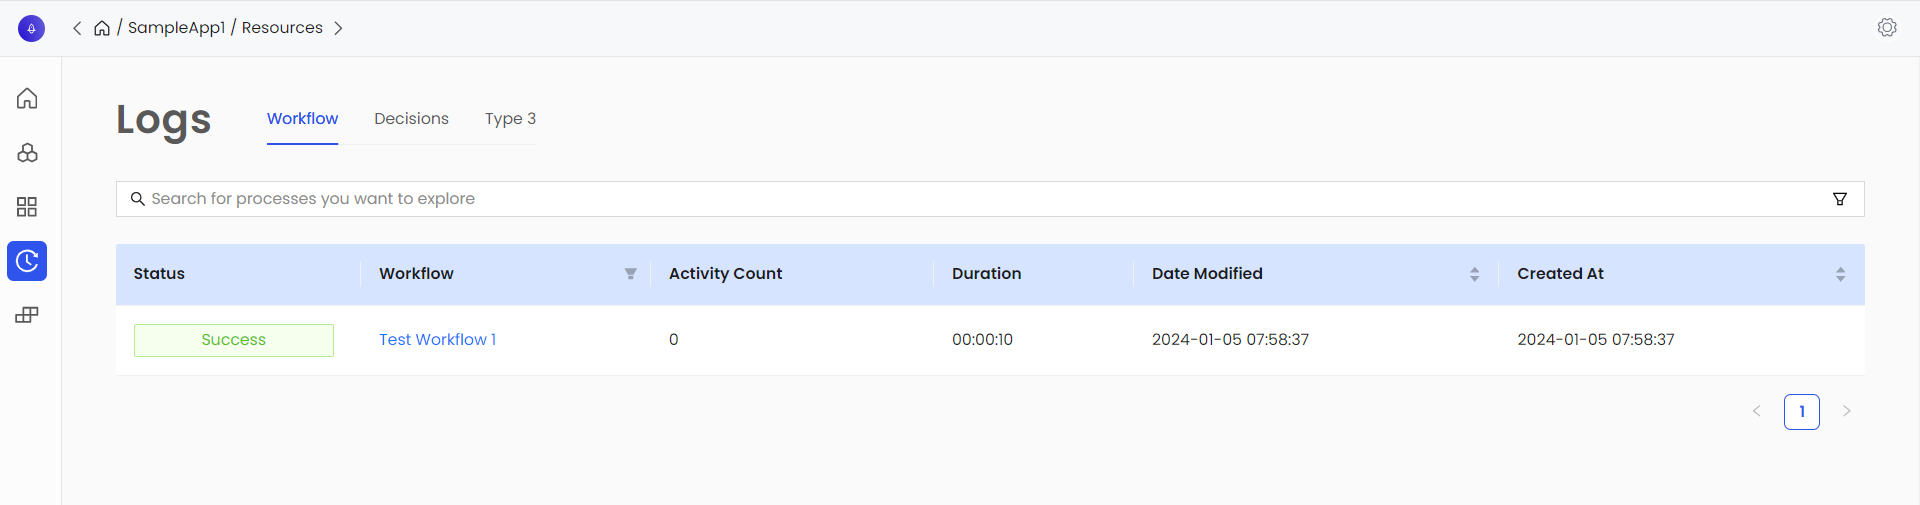 / SampleApp1 / Resources
Logs
Workflow Decisions Type 3
Search for processes you want to explore
Status Workflow Activity Count Duration Date Modified Created At
Success Test Workflow 1 0 00:00:10 2024-01-05 07:58:37 2024-01-05 07:58:37
1